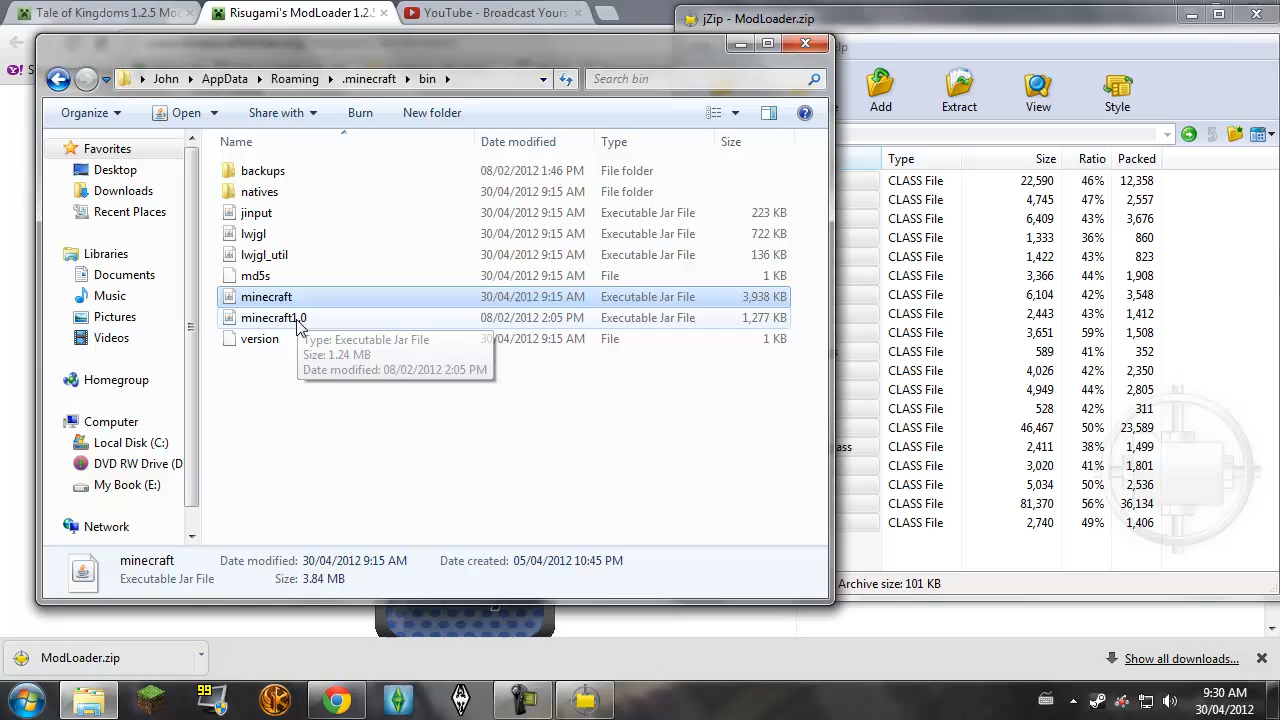 Tale of Kingdoms 1.2.5 Mod
Risugami's ModLoader 1.2.
YouTube - Broadcast Yours
jZip - ModLoader.zip
John
AppData
Roaming
.minecraft
bin
Search bin
Add
Extract
View
Style
Organize
Open
Share with
Burn
New folder
Name
Date modified
Type
Size
Type
Size
Ratio
Packed
Favorites
Desktop
Downloads
Recent Places
Libraries
Documents
Music
Pictures
Videos
Homegroup
Computer
Local Disk (C:)
DVD RW Drive (D
My Book (E:)
Network
backups 08/02/2012 1:46 PM File folder
natives 30/04/2012 9:15 AM File folder
jinput 30/04/2012 9:15 AM Executable Jar File 223 KB
lwjgl 30/04/2012 9:15 AM Executable Jar File 722 KB
lwjgl_util 30/04/2012 9:15 AM Executable Jar File 136 KB
md5s 30/04/2012 9:15 AM File 1 KB
minecraft 30/04/2012 9:15 AM Executable Jar File 3,938 KB
minecraft1.0 08/02/2012 2:05 PM Executable Jar File 1,277 KB
version 30/04/2012 9:15 AM File 1 KB
Type: Executable Jar File
Size: 1.24 MB
Date modified: 08/02/2012 2:05 PM
CLASS File 22,590 46% 12,358
CLASS File 4,745 47% 2,557
CLASS File 6,409 43% 3,676
CLASS File 1,333 36% 860
CLASS File 1,422 43% 823
CLASS File 3,366 44% 1,908
CLASS File 6,104 42% 3,548
CLASS File 2,443 43% 1,412
CLASS File 3,651 59% 1,508
CLASS File 589 41% 352
CLASS File 4,026 42% 2,350
CLASS File 4,949 44% 2,805
CLASS File 528 42% 311
CLASS File 46,467 50% 23,589
ass CLASS File 2,411 38% 1,499
CLASS File 3,020 41% 1,801
CLASS File 5,034 50% 2,536
CLASS File 81,370 56% 36,134
CLASS File 2,740 49% 1,406
minecraft Date modified: 30/04/2012 9:15 AM Date created: 05/04/2012 10:45 PM
Executable Jar File Size: 3.84 MB
Archive size: 101 KB
ModLoader.zip
Show all downloads...
99
9:30 AM
30/04/2012